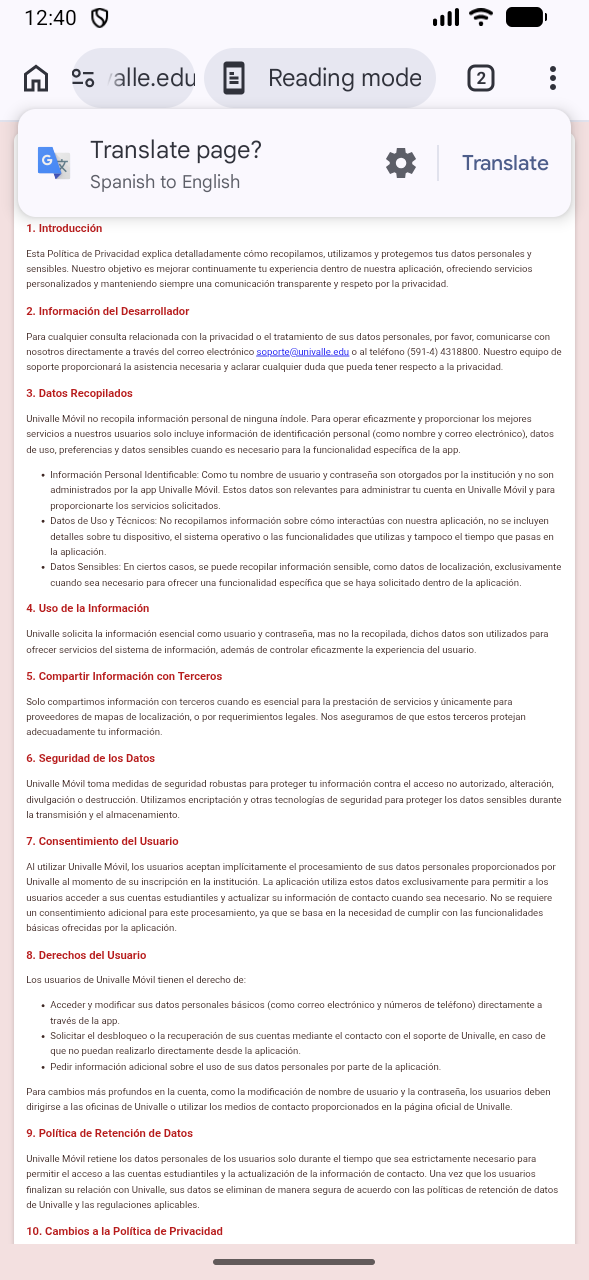 12:40
alle.edu
Reading mode
2
Translate page?
Spanish to English
Translate
1. Introducción
Esta Política de Privacidad explica detalladamente cómo recopilamos, utilizamos y protegemos tus datos personales y
sensibles. Nuestro objetivo es mejorar continuamente tu experiencia dentro de nuestra aplicación, ofreciendo servicios
personalizados y manteniendo siempre una comunicación transparente y respeto por la privacidad.
2. Información del Desarrollador
Para cualquier consulta relacionada con la privacidad o el tratamiento de sus datos personales, por favor, comunicarse con
nosotros directamente a través del correo electrónico soporte@univalle.edu o al teléfono (591-4) 4318800. Nuestro equipo de
soporte proporcionará la asistencia necesaria y aclarar cualquier duda que pueda tener respecto a la privacidad.
3. Datos Recopilados
Univalle Móvil no recopila información personal de ninguna índole. Para operar eficazmente y proporcionar los mejores
servicios a nuestros usuarios solo incluye información de identificación personal (como nombre y correo electrónico), datos
de uso, preferencias y datos sensibles cuando es necesario para la funcionalidad específica de la app.
• Información Personal Identificable: Como tu nombre de usuario y contraseña son otorgados por la institución y no son
administrados por la app Univalle Móvil. Estos datos son relevantes para administrar tu cuenta en Univalle Móvil y para
proporcionarte los servicios solicitados.
• Datos de Uso y Técnicos: No recopilamos información sobre cómo interactúas con nuestra aplicación, no se incluyen
detalles sobre tu dispositivo, el sistema operativo o las funcionalidades que utilizas y tampoco el tiempo que pasas en
la aplicación.
• Datos Sensibles: En ciertos casos, se puede recopilar información sensible, como datos de localización, exclusivamente
cuando sea necesario para ofrecer una funcionalidad específica que se haya solicitado dentro de la aplicación.
4. Uso de la Información
Univalle solicita la información esencial como usuario y contraseña, mas no la recopilada, dichos datos son utilizados para
ofrecer servicios del sistema de información, además de controlar eficazmente la experiencia del usuario.
5. Compartir Información con Terceros
Solo compartimos información con terceros cuando es esencial para la prestación de servicios y únicamente para
proveedores de mapas de localización, o por requerimientos legales. Nos aseguramos de que estos terceros protejan
adecuadamente tu información.
6. Seguridad de los Datos
Univalle Móvil toma medidas de seguridad robustas para proteger tu información contra el acceso no autorizado, alteración,
divulgación o destrucción. Utilizamos encriptación y otras tecnologías de seguridad para proteger los datos sensibles durante
la transmisión y el almacenamiento.
7. Consentimiento del Usuario
Al utilizar Univalle Móvil, los usuarios aceptan implícitamente el procesamiento de sus datos personales proporcionados por
Univalle al momento de su inscripción en la institución. La aplicación utiliza estos datos exclusivamente para permitir a los
usuarios acceder a sus cuentas estudiantiles y actualizar su información de contacto cuando sea necesario. No se requiere
un consentimiento adicional para este procesamiento, ya que se basa en la necesidad de cumplir con las funcionalidades
básicas ofrecidas por la aplicación.
8. Derechos del Usuario
Los usuarios de Univalle Móvil tienen el derecho de:
• Acceder y modificar sus datos personales básicos (como correo electrónico y números de teléfono) directamente a
través de la app.
• Solicitar el desbloqueo o la recuperación de sus cuentas mediante el contacto con el soporte de Univalle, en caso de
que no puedan realizarlo directamente desde la aplicación.
• Pedir información adicional sobre el uso de sus datos personales por parte de la aplicación.
Para cambios más profundos en la cuenta, como la modificación de nombre de usuario y la contraseña, los usuarios deben
dirigirse a las oficinas de Univalle o utilizar los medios de contacto proporcionados en la página oficial de Univalle.
9. Política de Retención de Datos
Univalle Móvil retiene los datos personales de los usuarios solo durante el tiempo que sea estrictamente necesario para
permitir el acceso a las cuentas estudiantiles y la actualización de la información de contacto. Una vez que los usuarios
finalizan su relación con Univalle, sus datos se eliminan de manera segura de acuerdo con las políticas de retención de datos
de Univalle y las regulaciones aplicables.
10. Cambios a la Política de Privacidad